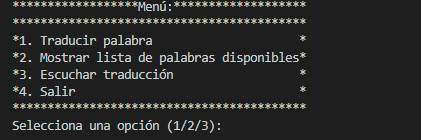 ******************Menú:*******************
******************************************
*1. Traducir palabra                     *
*2. Mostrar lista de palabras disponibles*
*3. Escuchar traducción                  *
*4. Salir                                *
******************************************
Selecciona una opción (1/2/3):